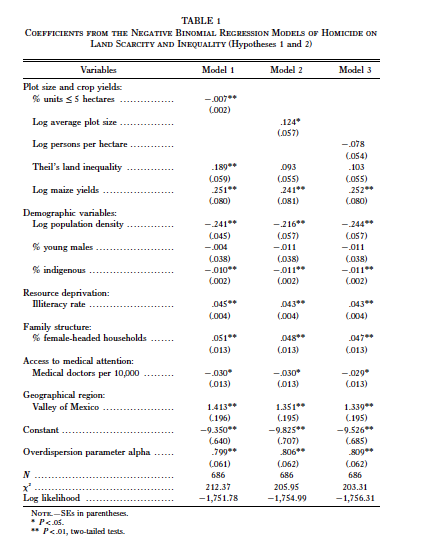 TABLE 1
Coefficients from the Negative Binomial Regression Models of Homicide on
Land Scarcity and Inequality (Hypotheses 1 and 2)
Variables Model 1 Model 2 Model 3
Plot size and crop yields:
% units ≤ 5 hectares ................ −.007**
(.002)
Log average plot size ................ .124*
(.057)
Log persons per hectare ............. −.078
(.054)
Theil's land inequality .............. .189** .093 .103
(.059) (.055) (.055)
Log maize yields ..................... .251** .241** .252**
(.080) (.081) (.080)
Demographic variables:
Log population density .............. −.241** −.216** −.244**
(.045) (.057) (.057)
% young males ...................... −.004 −.011 −.011
(.038) (.038) (.038)
% indigenous ........................ −.010** −.011** −.011**
(.002) (.002) (.002)
Resource deprivation:
Illiteracy rate ........................ .045** .043** .043**
(.004) (.004) (.004)
Family structure:
% female-headed households ....... .051** .048** .047**
(.013) (.013) (.013)
Access to medical attention:
Medical doctors per 10,000 ......... −.030* −.030* −.029*
(.013) (.013) (.013)
Geographical region:
Valley of Mexico .................... 1.413** 1.351** 1.339**
(.196) (.195) (.195)
Constant ............................... −9.350** −9.825** −9.526**
(.640) (.707) (.685)
Overdispersion parameter alpha ...... .799** .806** .809**
(.061) (.062) (.062)
N ....................................... 686 686 686
χ² ...................................... 212.37 205.95 203.31
Log likelihood ........................ −1,751.78 −1,754.99 −1,756.31
Note.—SEs in parentheses.
* P < .05.
** P < .01, two-tailed tests.